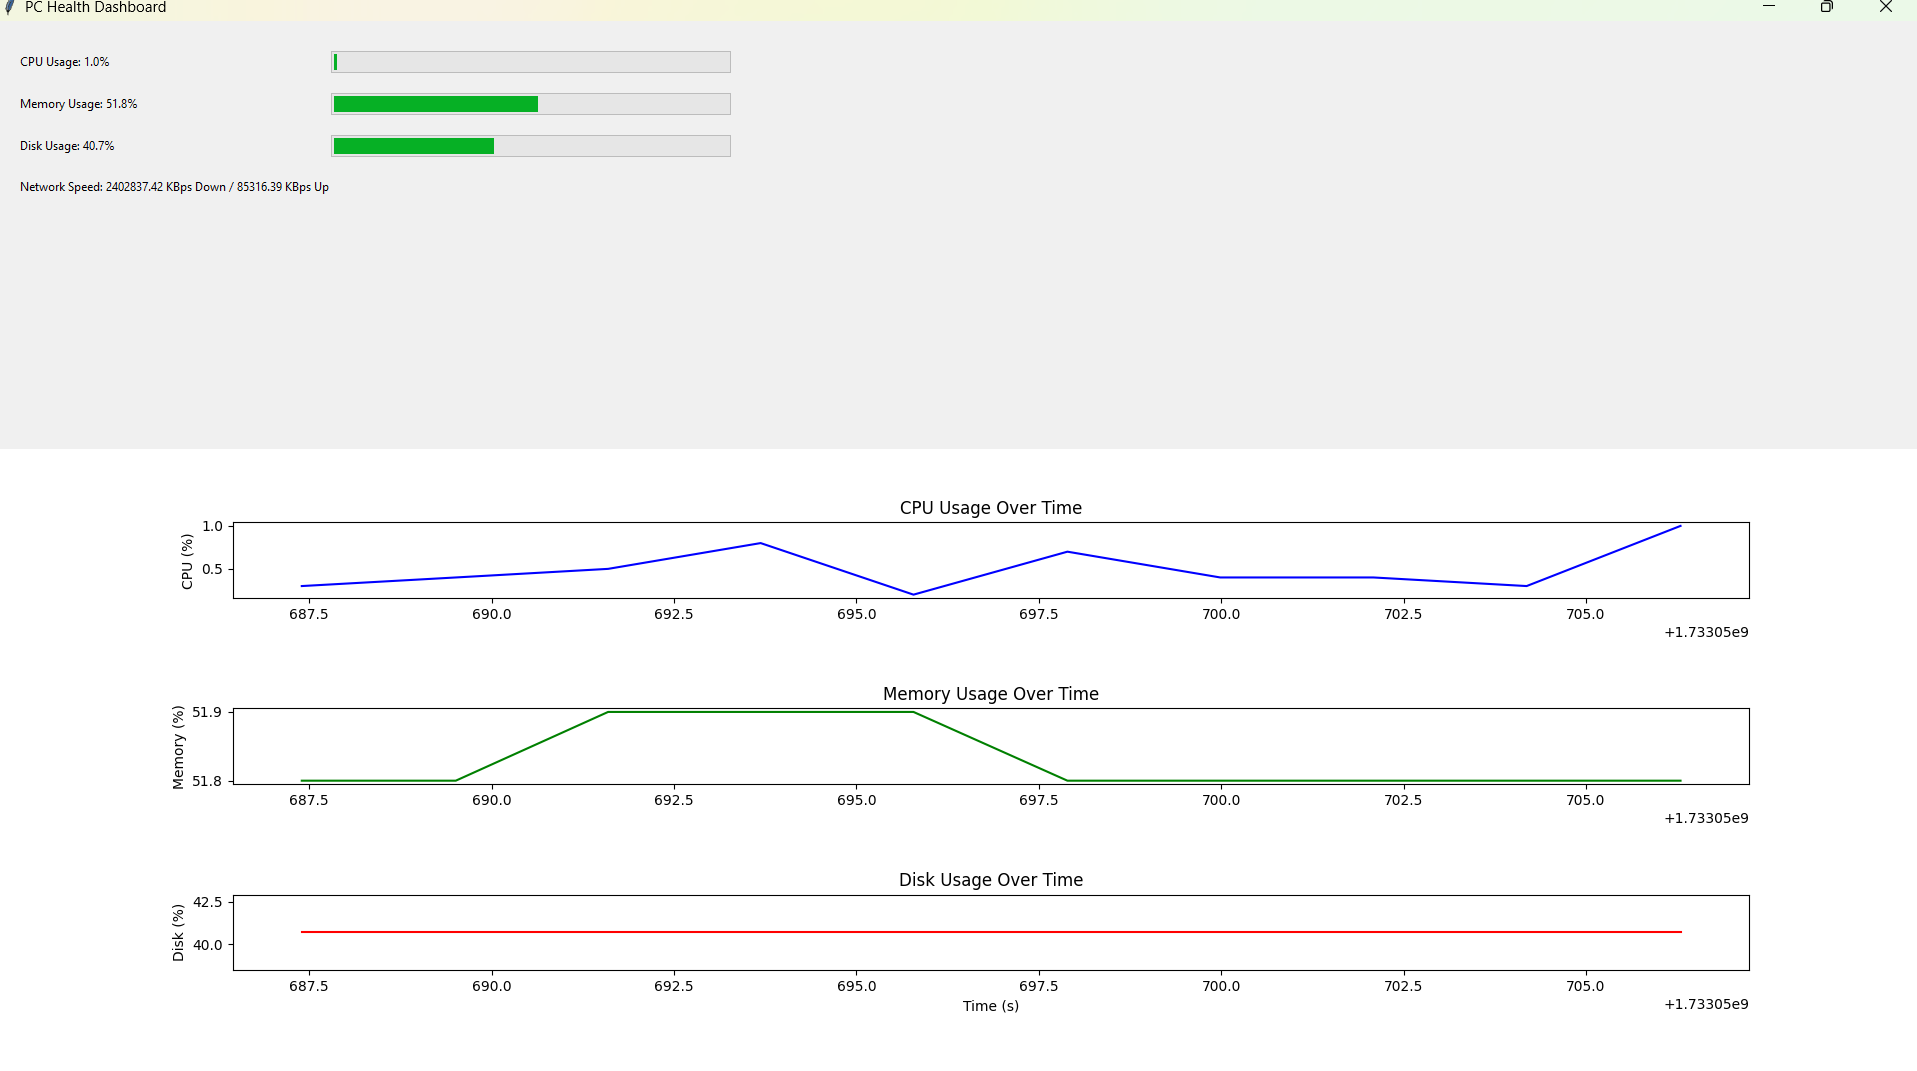 PC Health Dashboard
CPU Usage: 1.0%
Memory Usage: 51.8%
Disk Usage: 40.7%
Network Speed: 2402837.42 KBps Down / 85316.39 KBps Up
CPU Usage Over Time
CPU (%)
1.0
0.5
687.5 690.0 692.5 695.0 697.5 700.0 702.5 705.0
+1.73305e9
Memory Usage Over Time
Memory (%)
51.9
51.8
687.5 690.0 692.5 695.0 697.5 700.0 702.5 705.0
+1.73305e9
Disk Usage Over Time
Disk (%)
42.5
40.0
687.5 690.0 692.5 695.0 697.5 700.0 702.5 705.0
Time (s)
+1.73305e9